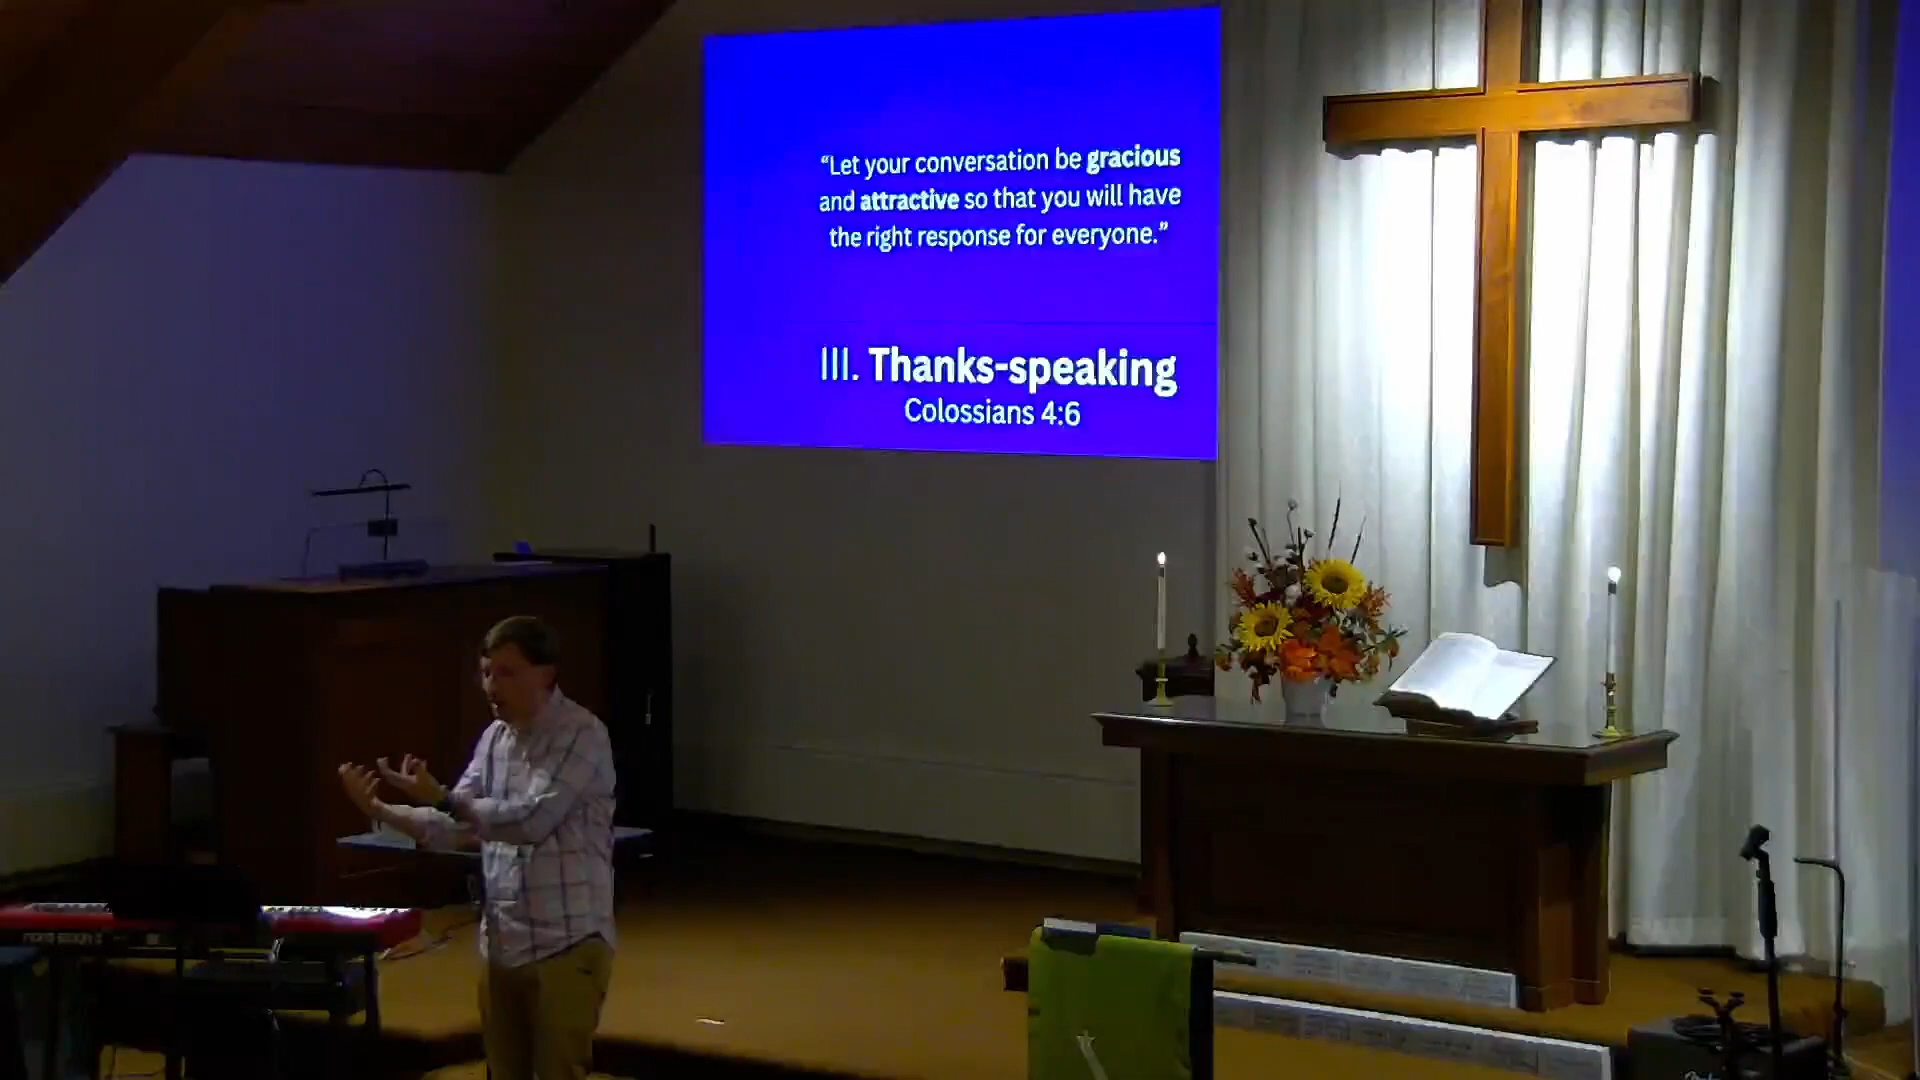 “Let your conversation be gracious
and attractive so that you will have
the right response for everyone.”
III. Thanks-speaking
Colossians 4:6